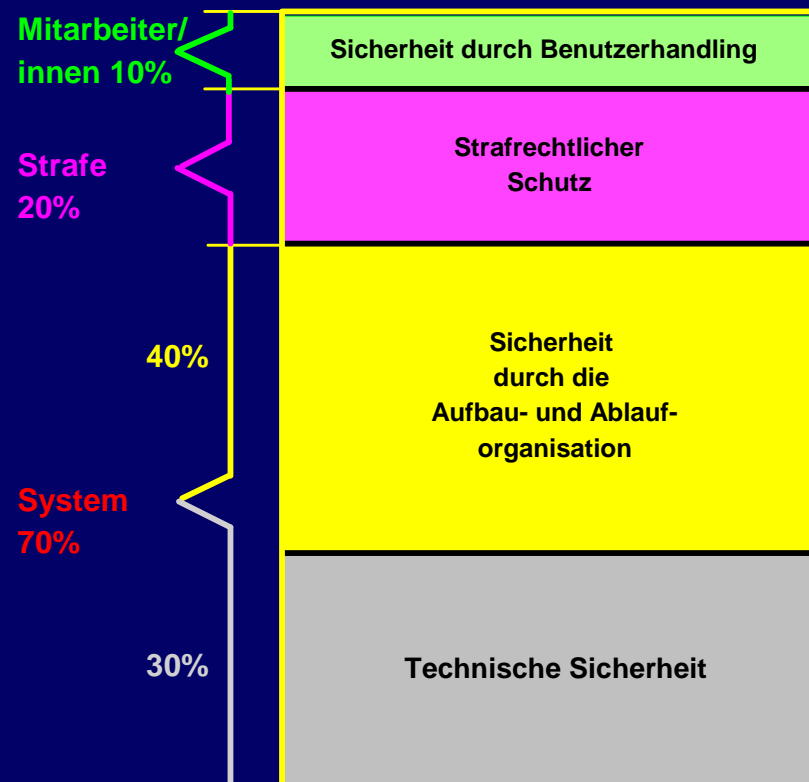 Mitarbeiter/
innen 10%
Sicherheit durch Benutzerhandling
Strafe
20%
Strafrechtlicher
Schutz
40%
Sicherheit
durch die
Aufbau- und Ablauf-
organisation
System
70%
30%
Technische Sicherheit